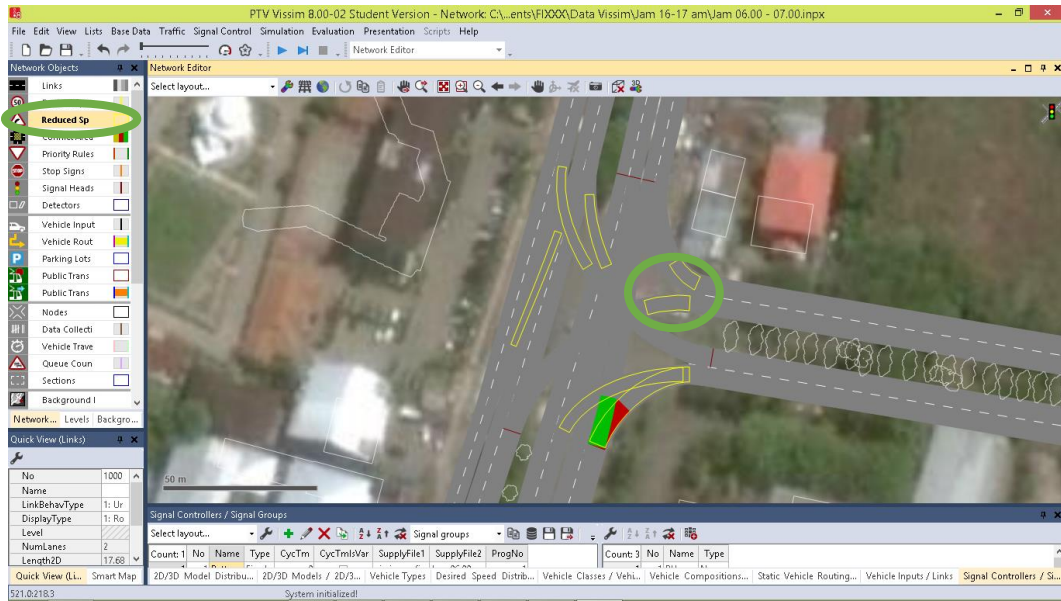 PTV Vissim 8.00-02 Student Version - Network: C:\...ents\FIXXX\Data Vissim\Jam 16-17 am\Jam 06.00 - 07.00.inpx
File Edit View Lists Base Data Traffic Signal Control Simulation Evaluation Presentation Scripts Help
Network Editor
Network Objects
Network Editor
Select layout...
Links
Reduced Sp
Priority Rules
Stop Signs
Signal Heads
Detectors
Vehicle Input
Vehicle Rout
Parking Lots
Public Trans
Public Trans
Nodes
Data Collecti
Vehicle Trave
Queue Coun
Sections
Background I
Network... Levels Backgro...
Quick View (Links)
No 1000
Name
LinkBehavType 1: Ur
DisplayType 1: Ro
Level
NumLanes 2
Length2D 17.68
Quick View (Li... Smart Map
50 m
Signal Controllers / Signal Groups
Select layout... Signal groups
Count: 1 No Name Type CycTm CycTmIsVar SupplyFile1 SupplyFile2 ProgNo
Count: 3 No Name Type
2D/3D Model Distribu... 2D/3D Models / 2D/3... Vehicle Types Desired Speed Distrib... Vehicle Classes / Vehi... Vehicle Compositions... Static Vehicle Routing... Vehicle Inputs / Links Signal Controllers / Si...
521.0:218.3 System initialized!